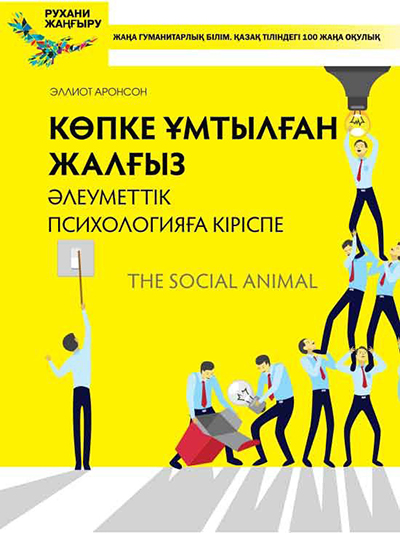 РУХАНИ
ЖАҢҒЫРУ
ЖАҢА ГУМАНИТАРЛЫҚ БІЛІМ. ҚАЗАҚ ТІЛІНДЕГІ 100 ЖАҢА ОҚУЛЫҚ
ЭЛЛИОТ АРОНСОН
КӨПКЕ ҰМТЫЛҒАН
ЖАЛҒЫЗ
ӘЛЕУМЕТТІК
ПСИХОЛОГИЯҒА КІРІСПЕ
THE SOCIAL ANIMAL